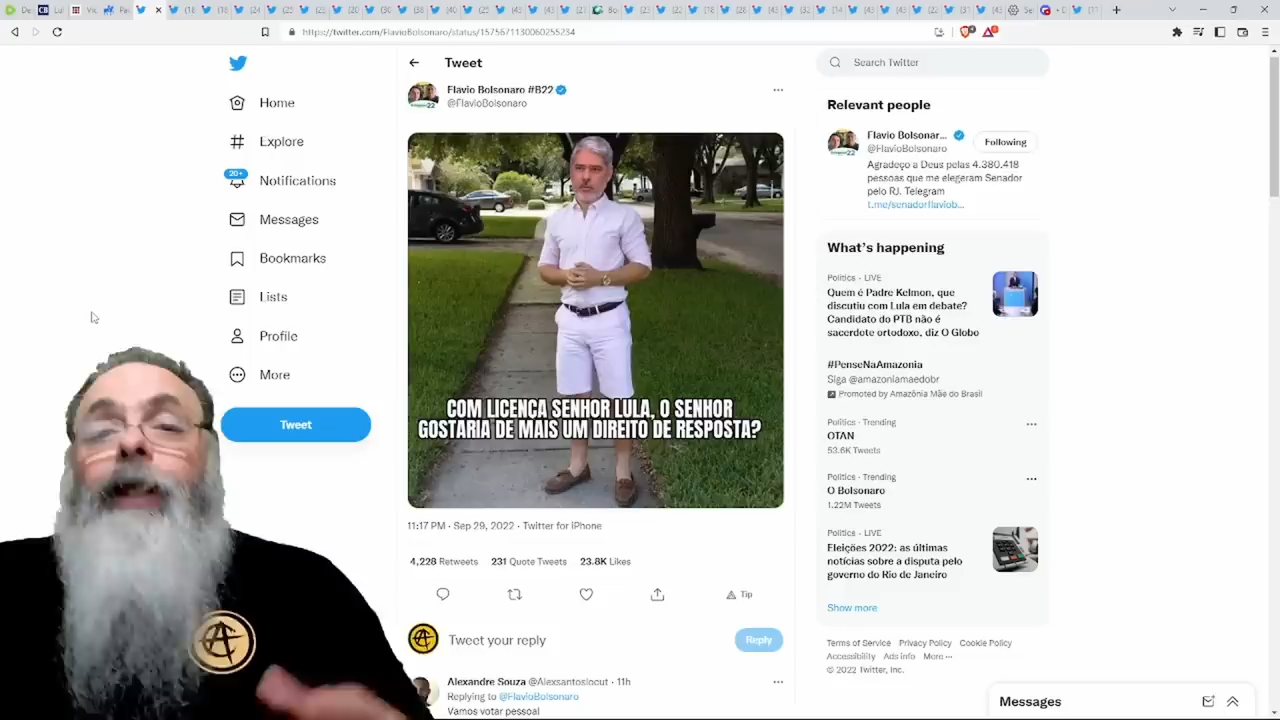 https://twitter.com/FlavioBolsonaro/status/1575671130060255234
Home
Explore
20+
Notifications
Messages
Bookmarks
Lists
Profile
More
Tweet
Tweet
Flavio Bolsonaro #B22
@FlavioBolsonaro
COM LICENÇA SENHOR LULA, O SENHOR
GOSTARIA DE MAIS UM DIREITO DE RESPOSTA?
11:17 PM · Sep 29, 2022 · Twitter for iPhone
4,228 Retweets 231 Quote Tweets 23.8K Likes
Tip
Tweet your reply
Reply
Alexandre Souza @Alexsantoslocut · 11h
Replying to @FlavioBolsonaro
Vamos votar pessoal
Search Twitter
Relevant people
Flavio Bolsonar...
@FlavioBolsonaro
Following
Agradeço a Deus pelas 4.380.418
pessoas que me elegeram Senador
pelo RJ. Telegram
t.me/senadorflaviob...
What's happening
Politics · LIVE
Quem é Padre Kelmon, que
discutiu com Lula em debate?
Candidato do PTB não é
sacerdote ortodoxo, diz O Globo
#PenseNaAmazonia
Siga @amazoniamaedobr
Promoted by Amazônia Mãe do Brasil
Politics · Trending
OTAN
53.6K Tweets
Politics · Trending
O Bolsonaro
1.22M Tweets
Politics · LIVE
Eleições 2022: as últimas
notícias sobre a disputa pelo
governo do Rio de Janeiro
Show more
Terms of Service Privacy Policy Cookie Policy
Accessibility Ads info More ···
© 2022 Twitter, Inc.
Messages